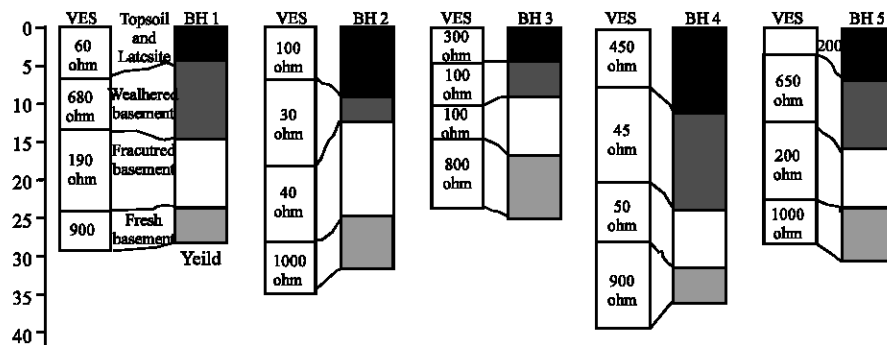 VES
Topsoil
and
Latcsite
BH 1
VES
BH 2
VES
BH 3
VES
BH 4
VES
BH 5
0
5
10
15
20
25
30
35
40
60
ohm
680
ohm
190
ohm
900
Wealhered
basement
Fracutred
basement
Fresh
basement
Yeild
100
ohm
30
ohm
40
ohm
1000
ohm
300
ohm
100
ohm
100
ohm
800
ohm
450
ohm
45
ohm
50
ohm
900
ohm
200
650
ohm
200
ohm
1000
ohm